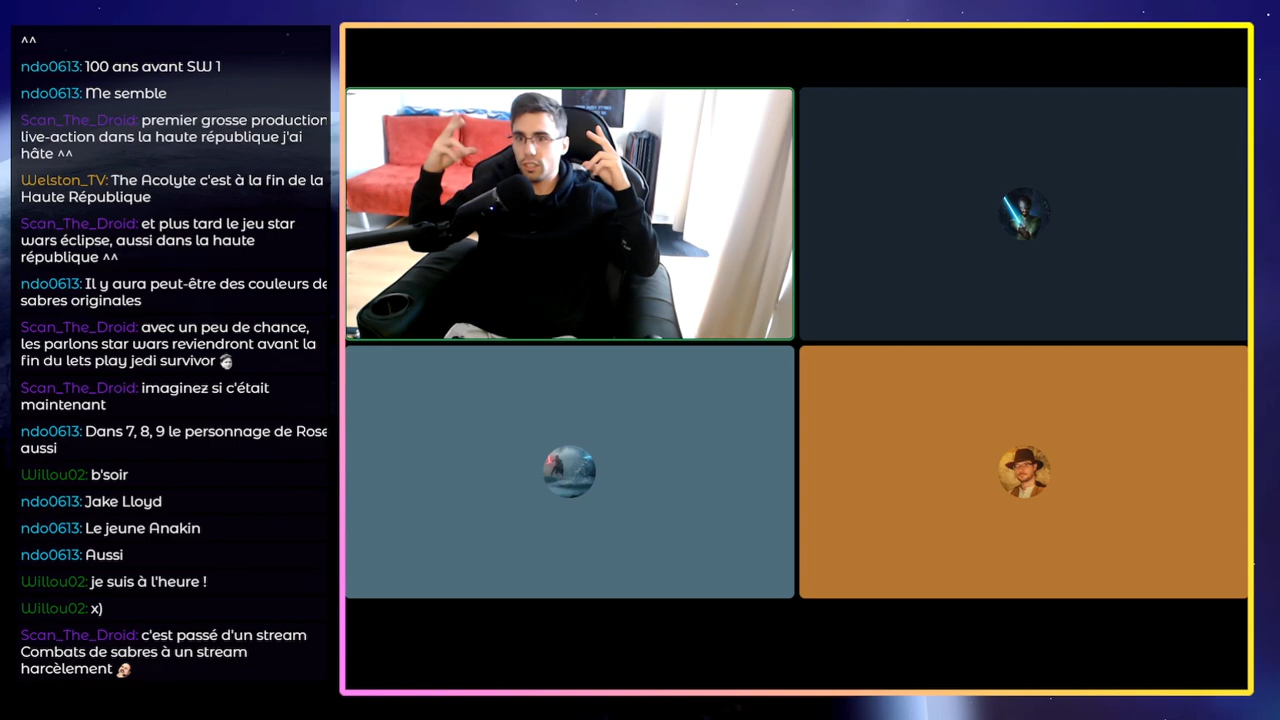 ^^
ndo0613: 100 ans avant SW 1
ndo0613: Me semble
Scan_The_Droid: premier grosse production
live-action dans la haute république j'ai
hâte ^^
Welston_TV: The Acolyte c'est à la fin de la
Haute République
Scan_The_Droid: et plus tard le jeu star
wars éclipse, aussi dans la haute
république ^^
ndo0613: Il y aura peut-être des couleurs de
sabres originales
Scan_The_Droid: avec un peu de chance,
les parlons star wars reviendront avant la
fin du lets play jedi survivor
Scan_The_Droid: imaginez si c'était
maintenant
ndo0613: Dans 7, 8, 9 le personnage de Rose
aussi
Willou02: b'soir
ndo0613: Jake Lloyd
ndo0613: Le jeune Anakin
ndo0613: Aussi
Willou02: je suis à l'heure !
Willou02: x)
Scan_The_Droid: c'est passé d'un stream
Combats de sabres à un stream
harcèlement